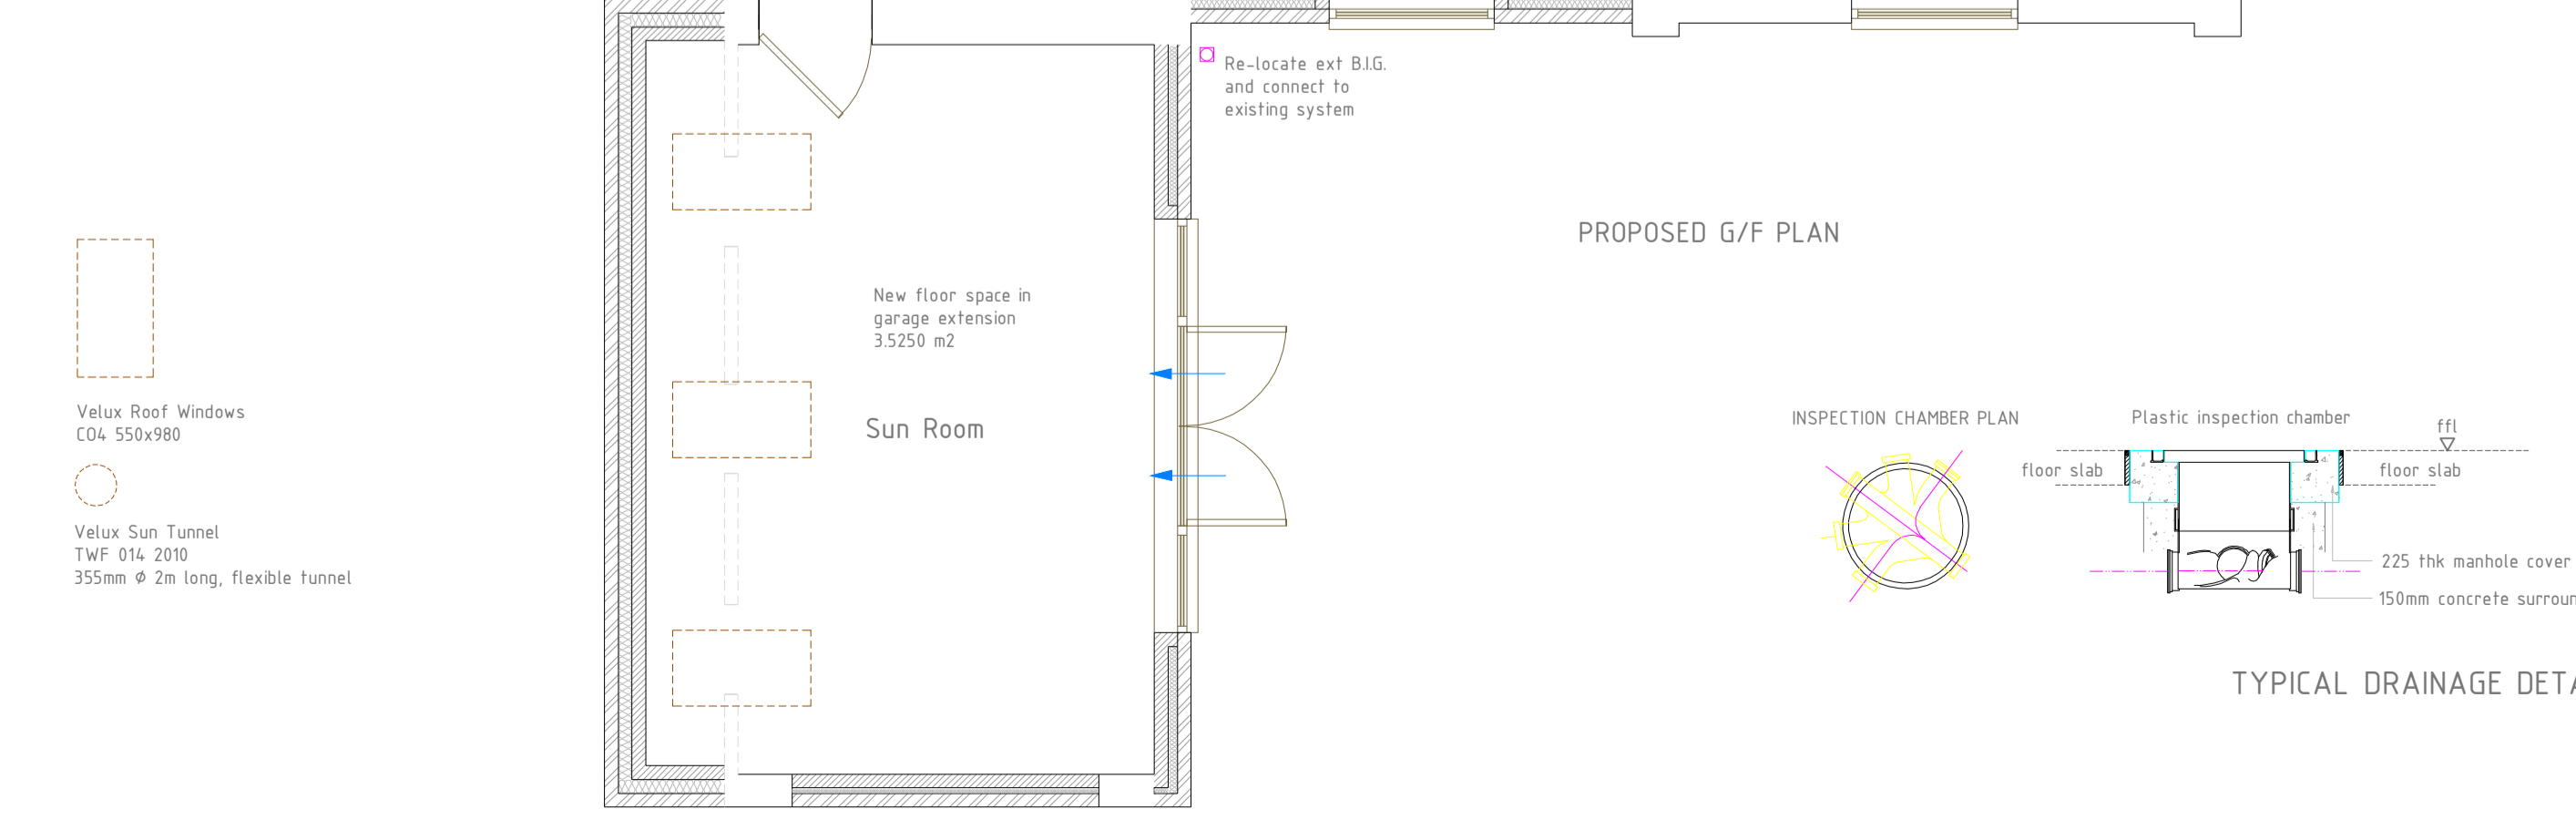 Re-locate ext B.I.G.
and connect to
existing system
PROPOSED G/F PLAN
New floor space in
garage extension
3.5250 m2
Sun Room
Velux Roof Windows
CO4 550x980
Velux Sun Tunnel
TWF 014 2010
355mm Ø 2m long, flexible tunnel
INSPECTION CHAMBER PLAN
Plastic inspection chamber
ffl
floor slab
floor slab
225 thk manhole cover
150mm concrete surroun
TYPICAL DRAINAGE DETA